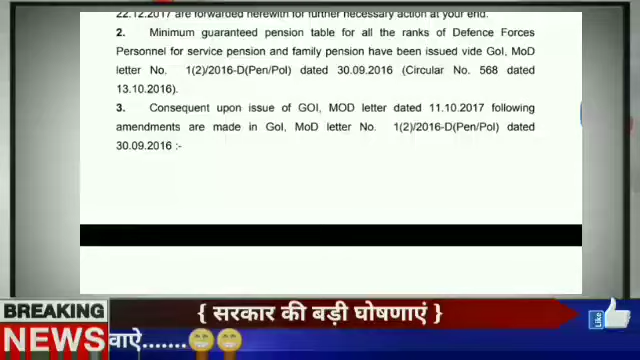 22.12.2017 are forwarded herewith for further necessary action at your end.
2. Minimum guaranteed pension table for all the ranks of Defence Forces
Personnel for service pension and family pension have been issued vide GoI, MoD
letter No. 1(2)/2016-D(Pen/Pol) dated 30.09.2016 (Circular No. 568 dated
13.10.2016).
3. Consequent upon issue of GOI, MOD letter dated 11.10.2017 following
amendments are made in GoI, MoD letter No. 1(2)/2016-D(Pen/Pol) dated
30.09.2016 :-
BREAKING
NEWS
{ सरकार की बड़ी घोषणाएं }
वाऐ.......😁😁
Like